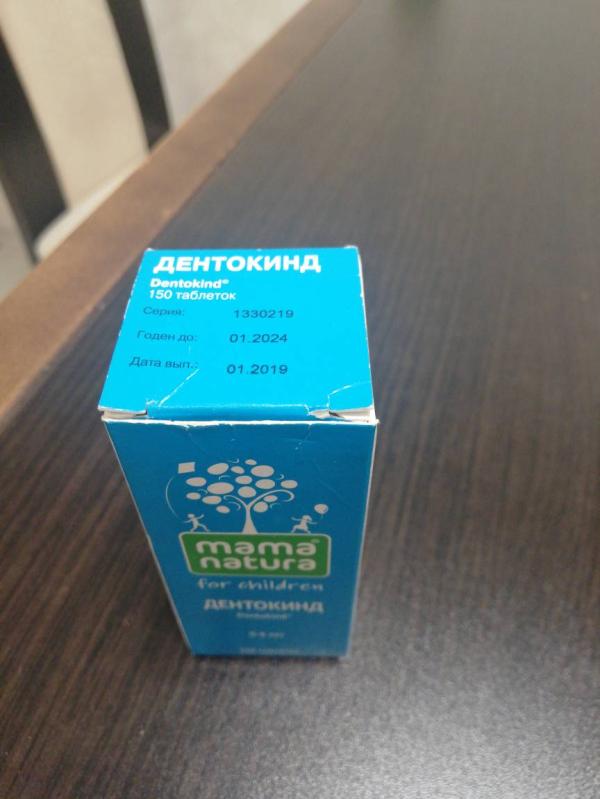 ДЕНТОКИНД
Dentokind®
150 таблеток
Серия: 1330219
Годен до: 01.2024
Дата вып.: 01.2019
mama®
natura
for children
ДЕНТОКИНД
Dentokind®